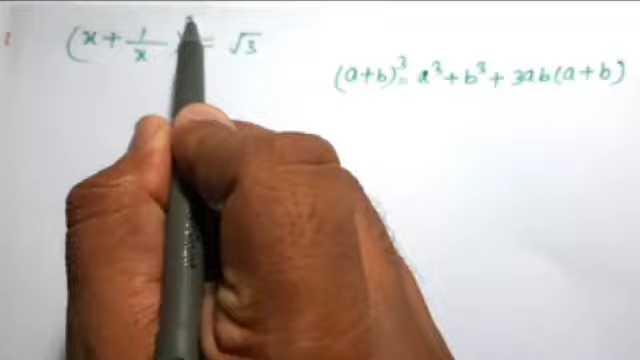 (x + 1/x = √3
(a+b)³ = a³ + b³ + 3ab(a+b)